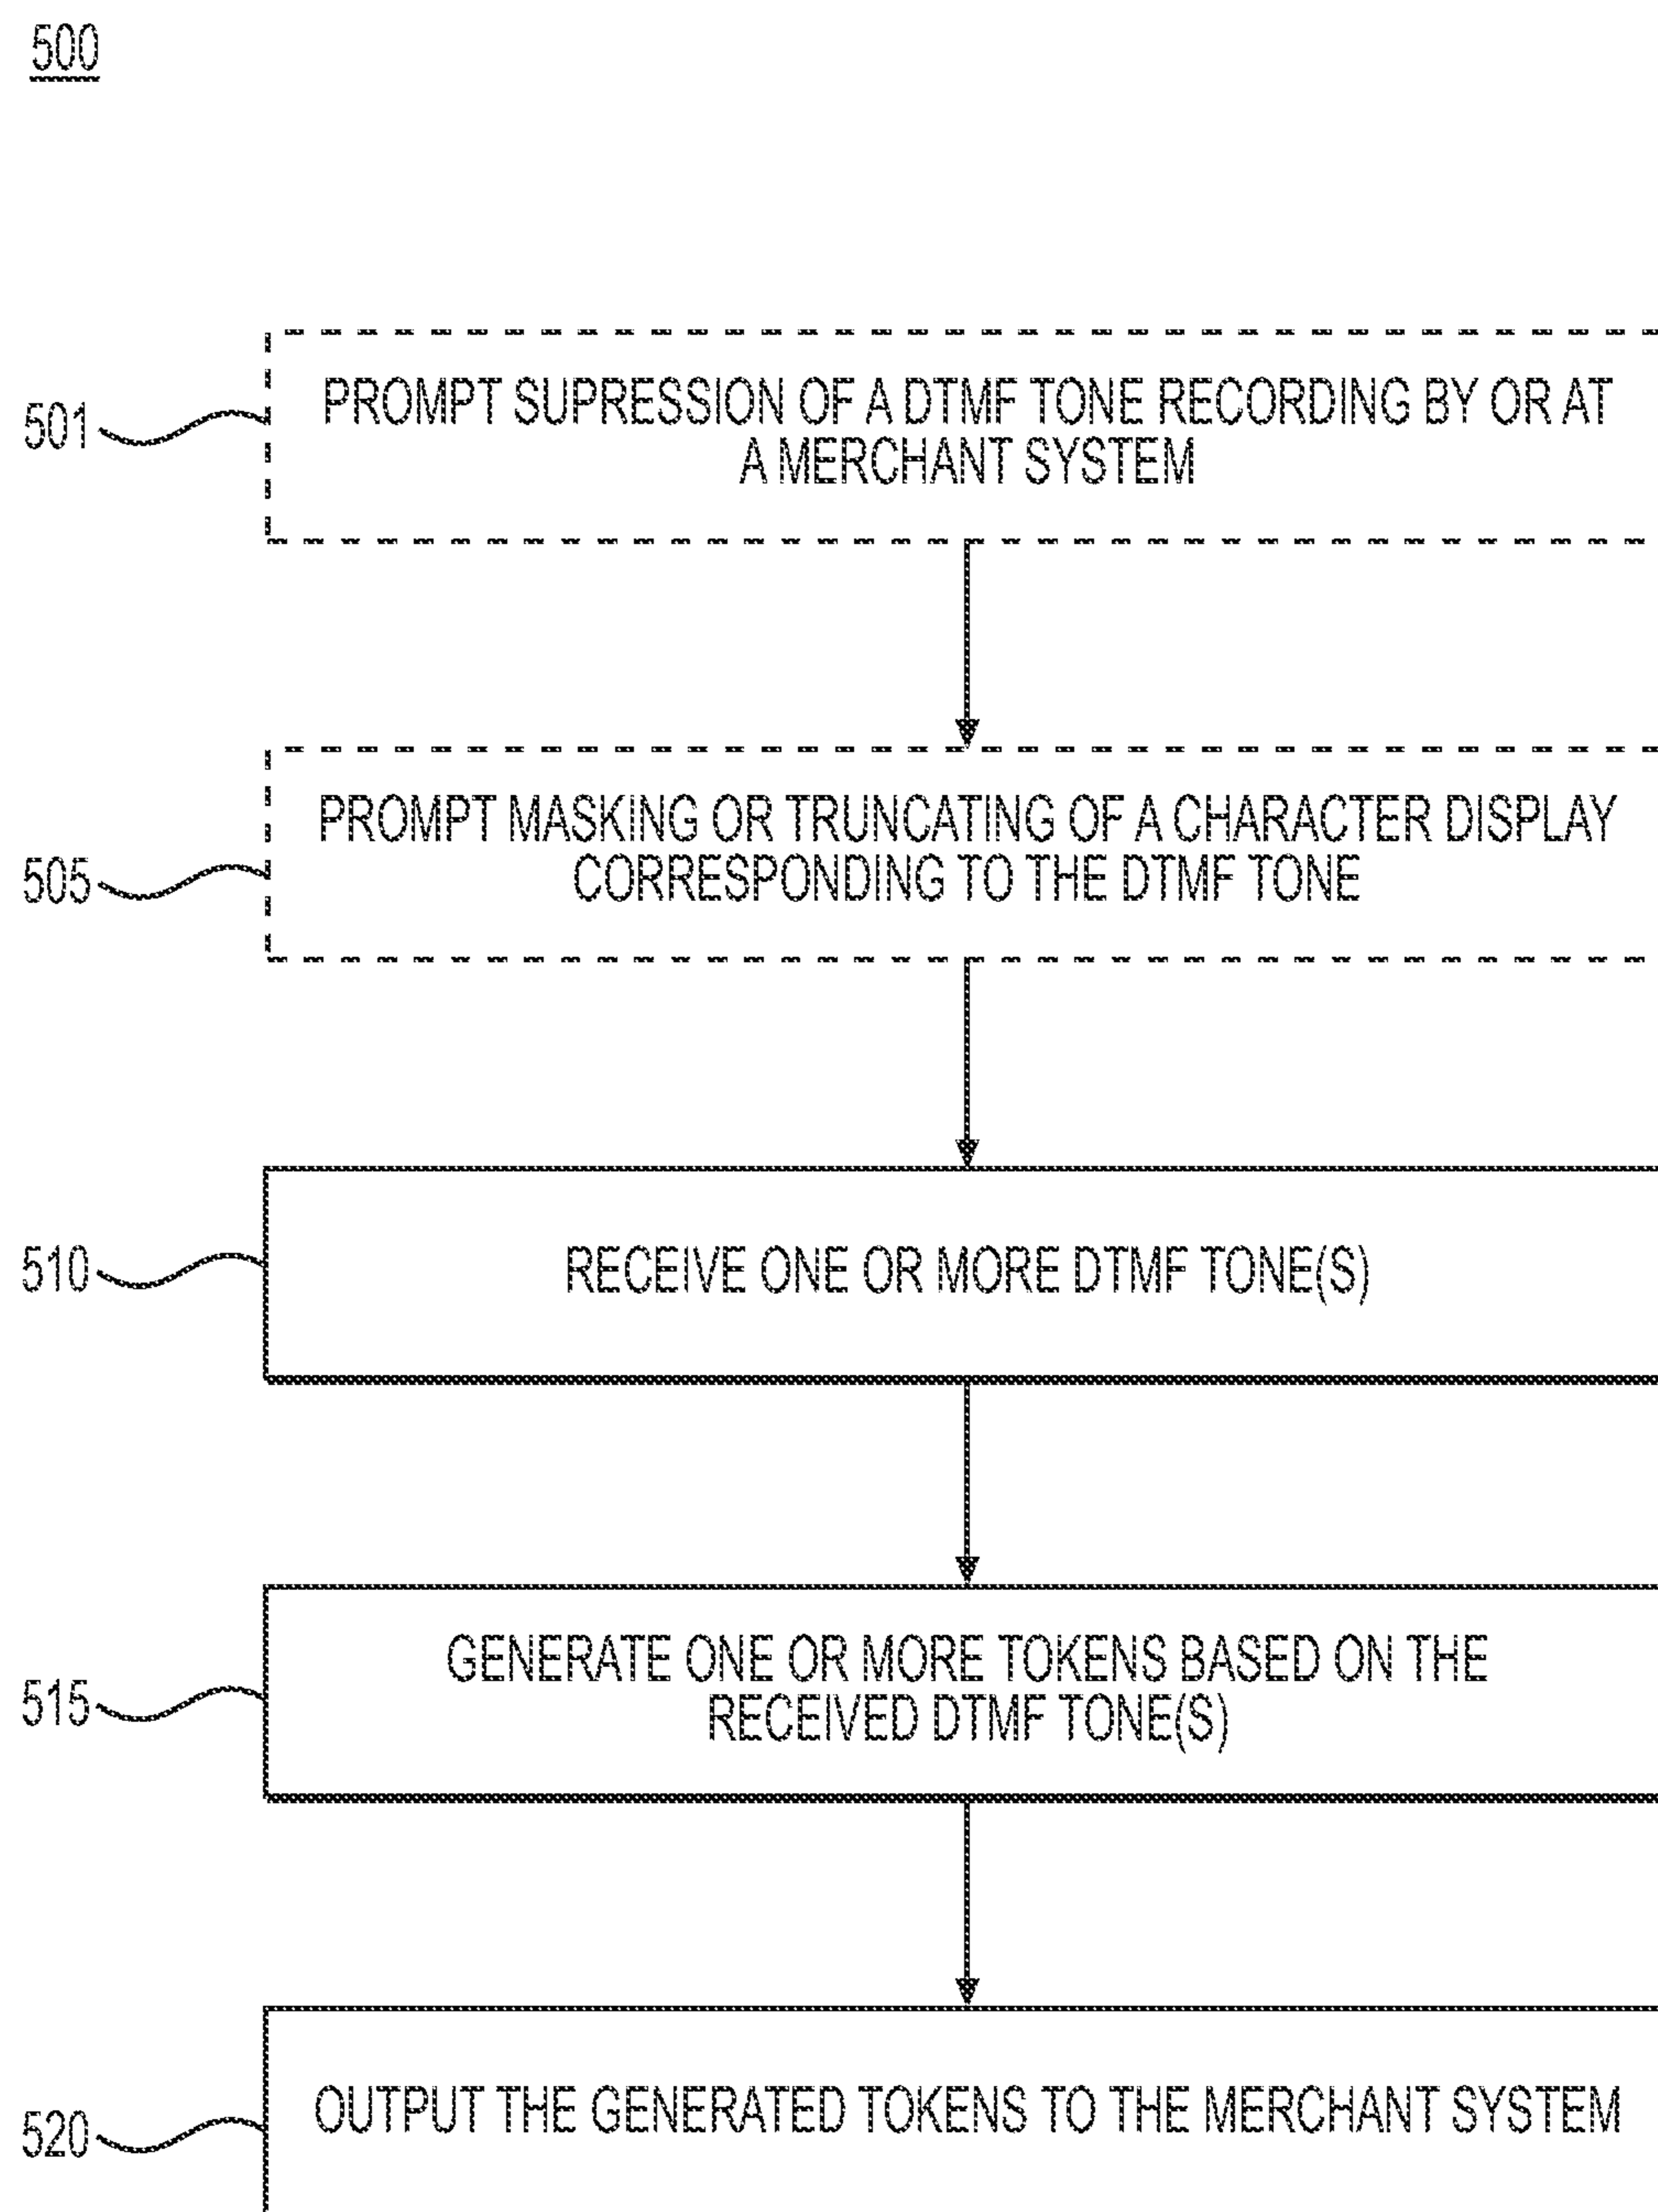 500
501
PROMPT SUPRESSION OF A DTMF TONE RECORDING BY OR AT
A MERCHANT SYSTEM
505
PROMPT MASKING OR TRUNCATING OF A CHARACTER DISPLAY
CORRESPONDING TO THE DTMF TONE
510
RECEIVE ONE OR MORE DTMF TONE(S)
515
GENERATE ONE OR MORE TOKENS BASED ON THE
RECEIVED DTMF TONE(S)
520
OUTPUT THE GENERATED TOKENS TO THE MERCHANT SYSTEM